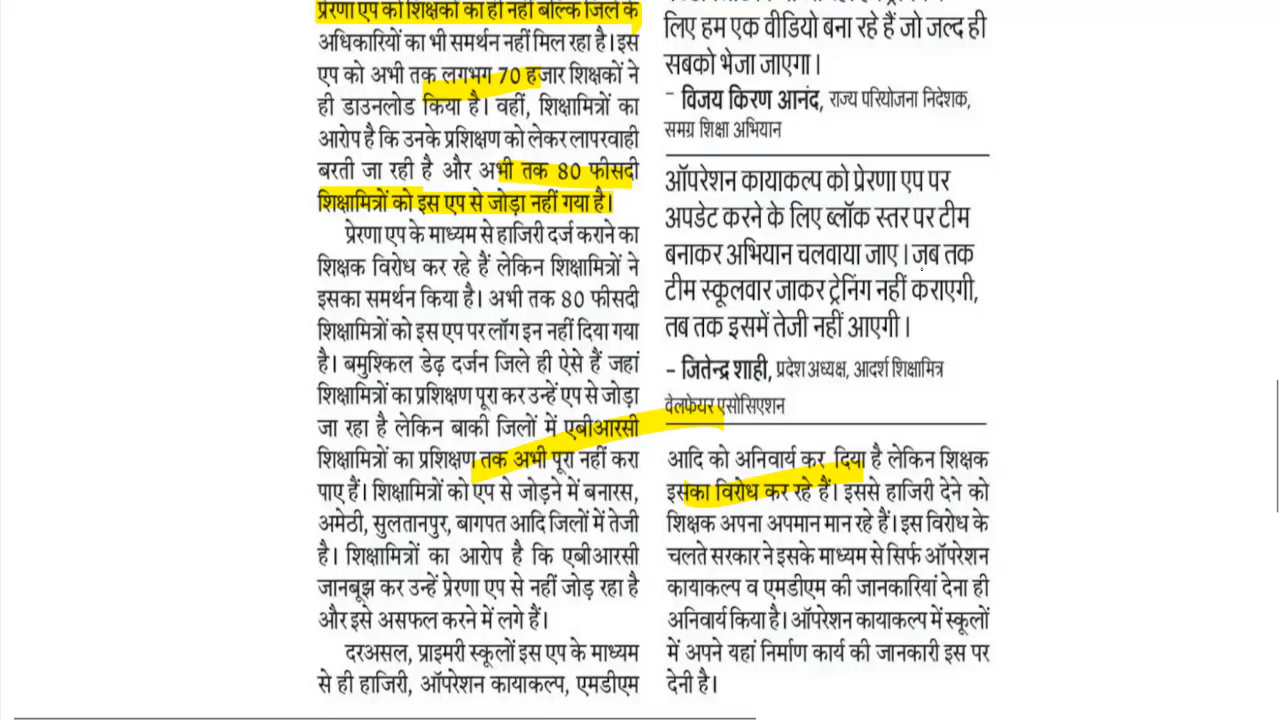 प्रेरणा एप को शिक्षकों का ही नहीं बल्कि जिले के
अधिकारियों का भी समर्थन नहीं मिल रहा है। इस
एप को अभी तक लगभग 70 हजार शिक्षकों ने
ही डाउनलोड किया है। वहीं, शिक्षामित्रों का
आरोप है कि उनके प्रशिक्षण को लेकर लापरवाही
बरती जा रही है और अभी तक 80 फीसदी
शिक्षामित्रों को इस एप से जोड़ा नहीं गया है।
प्रेरणा एप के माध्यम से हाजिरी दर्ज कराने का
शिक्षक विरोध कर रहे हैं लेकिन शिक्षामित्रों ने
इसका समर्थन किया है। अभी तक 80 फीसदी
शिक्षामित्रों को इस एप पर लॉग इन नहीं दिया गया
है। बमुश्किल डेढ़ दर्जन जिले ही ऐसे हैं जहां
शिक्षामित्रों का प्रशिक्षण पूरा कर उन्हें एप से जोड़ा
जा रहा है लेकिन बाकी जिलों में एबीआरसी
शिक्षामित्रों का प्रशिक्षण तक अभी पूरा नहीं करा
पाए हैं। शिक्षामित्रों को एप से जोड़ने में बनारस,
अमेठी, सुलतानपुर, बागपत आदि जिलों में तेजी
है। शिक्षामित्रों का आरोप है कि एबीआरसी
जानबूझ कर उन्हें प्रेरणा एप से नहीं जोड़ रहा है
और इसे असफल करने में लगे हैं।
दरअसल, प्राइमरी स्कूलों इस एप के माध्यम
से ही हाजिरी, ऑपरेशन कायाकल्प, एमडीएम
लिए हम एक वीडियो बना रहे हैं जो जल्द ही
सबको भेजा जाएगा।
– विजय किरण आनंद, राज्य परियोजना निदेशक,
समग्र शिक्षा अभियान
ऑपरेशन कायाकल्प को प्रेरणा एप पर
अपडेट करने के लिए ब्लॉक स्तर पर टीम
बनाकर अभियान चलवाया जाए। जब तक
टीम स्कूलवार जाकर ट्रेनिंग नहीं कराएगी,
तब तक इसमें तेजी नहीं आएगी।
– जितेन्द्र शाही, प्रदेश अध्यक्ष, आदर्श शिक्षामित्र
वेलफेयर एसोसिएशन
आदि को अनिवार्य कर दिया है लेकिन शिक्षक
इसका विरोध कर रहे हैं। इससे हाजिरी देने को
शिक्षक अपना अपमान मान रहे हैं। इस विरोध के
चलते सरकार ने इसके माध्यम से सिर्फ ऑपरेशन
कायाकल्प व एमडीएम की जानकारियां देना ही
अनिवार्य किया है। ऑपरेशन कायाकल्प में स्कूलों
में अपने यहां निर्माण कार्य की जानकारी इस पर
देनी है।